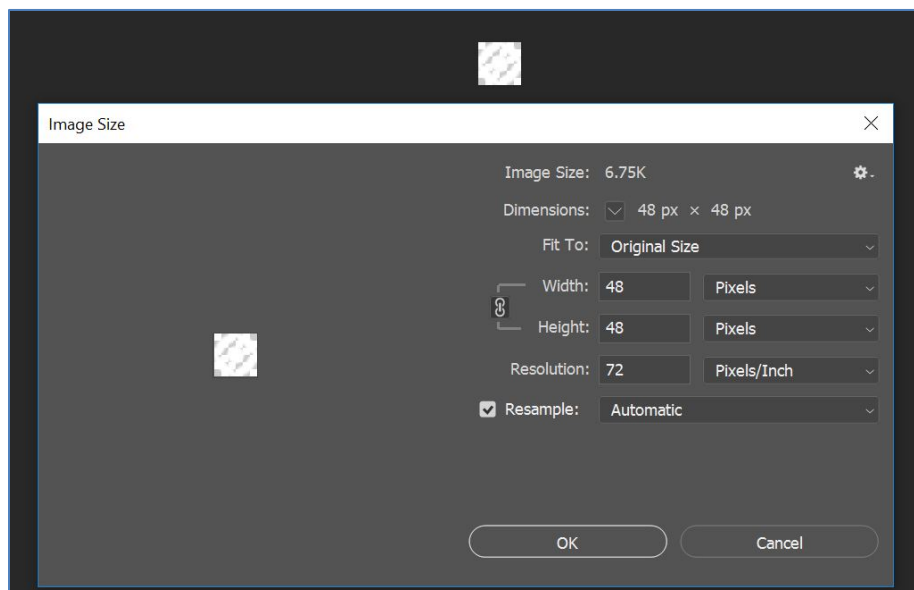 Image Size
Image Size: 6.75K
Dimensions: 48 px × 48 px
Fit To: Original Size
Width: 48 Pixels
Height: 48 Pixels
Resolution: 72 Pixels/Inch
Resample: Automatic
OK Cancel